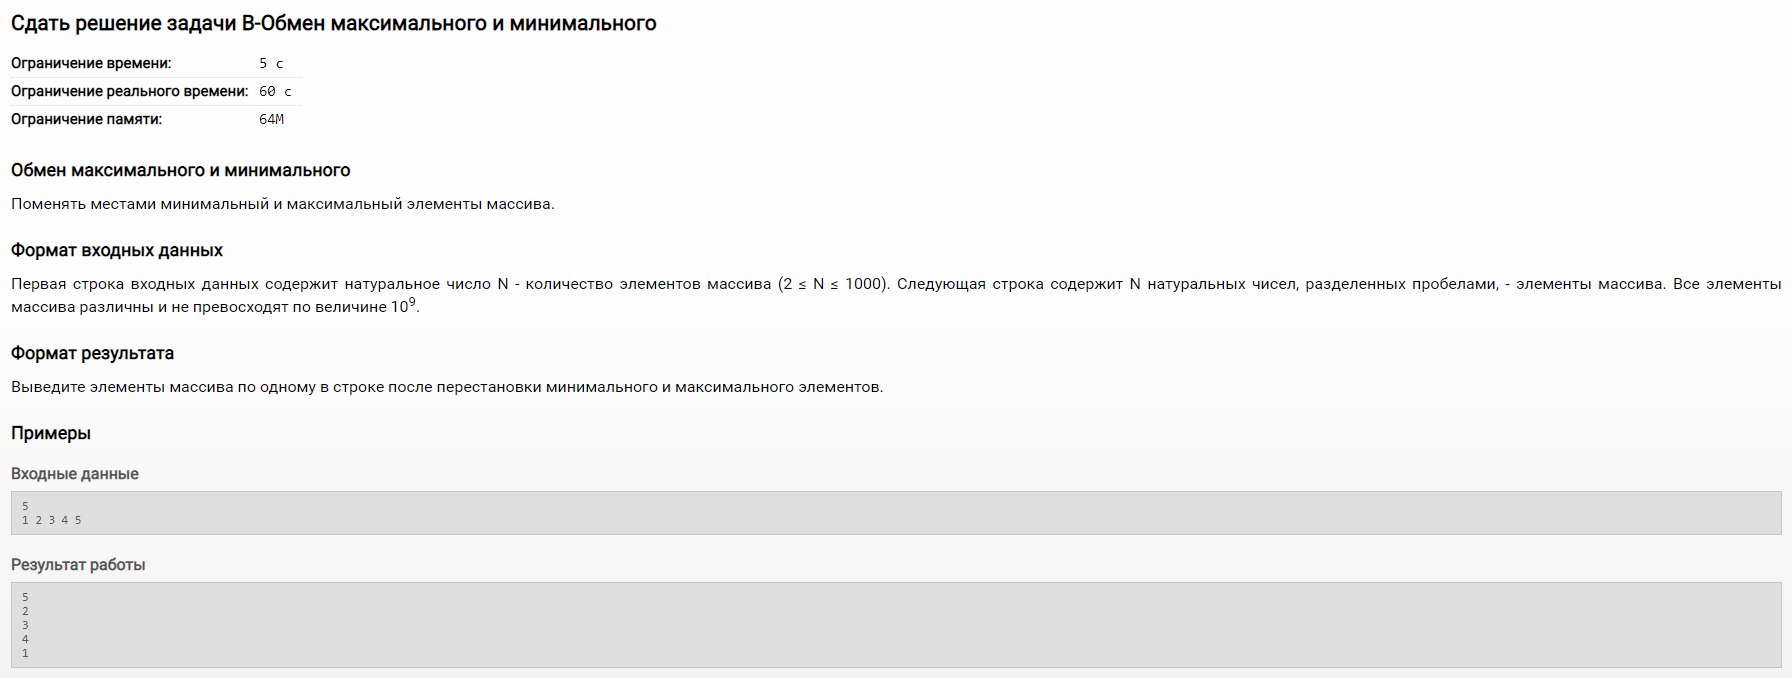 Сдать решение задачи B-Обмен максимального и минимального
Ограничение времени: 5 с
Ограничение реального времени: 60 с
Ограничение памяти: 64M
Обмен максимального и минимального
Поменять местами минимальный и максимальный элементы массива.
Формат входных данных
Первая строка входных данных содержит натуральное число N - количество элементов массива (2 ≤ N ≤ 1000). Следующая строка содержит N натуральных чисел, разделенных пробелами, - элементы массива. Все элементы
массива различны и не превосходят по величине 10⁹.
Формат результата
Выведите элементы массива по одному в строке после перестановки минимального и максимального элементов.
Примеры
Входные данные
5
1 2 3 4 5
Результат работы
5
2
3
4
1